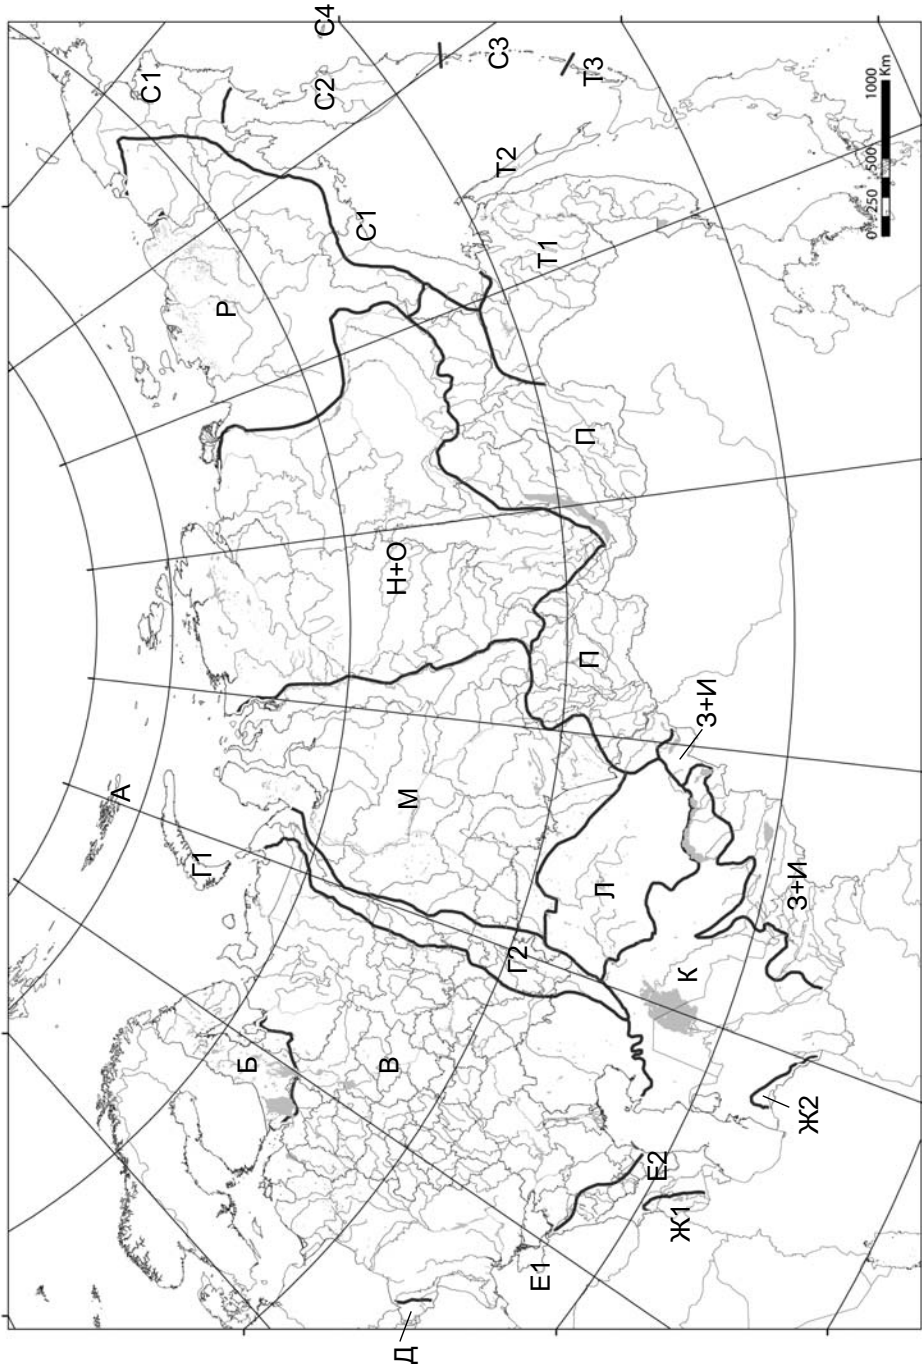 С4
С1
С2
С3
Т3
А
Г1
Р
С1
Т2
Т1
Б
Н+О
М
П
В
Г2
П
Л
З+И
К
З+И
Д
Е1
Е2
Ж1
Ж2
0 250 500 1000
Km